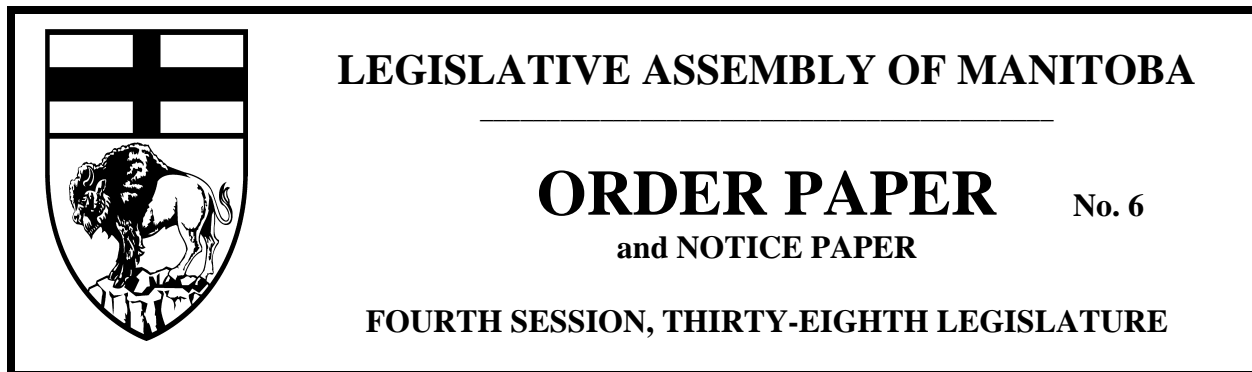 LEGISLATIVE ASSEMBLY OF MANITOBA
ORDER PAPER No. 6
and NOTICE PAPER
FOURTH SESSION, THIRTY-EIGHTH LEGISLATURE